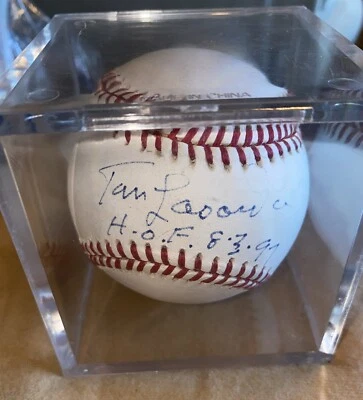 CHINA
Tom Lasorda
H.O.F. 8.3.97